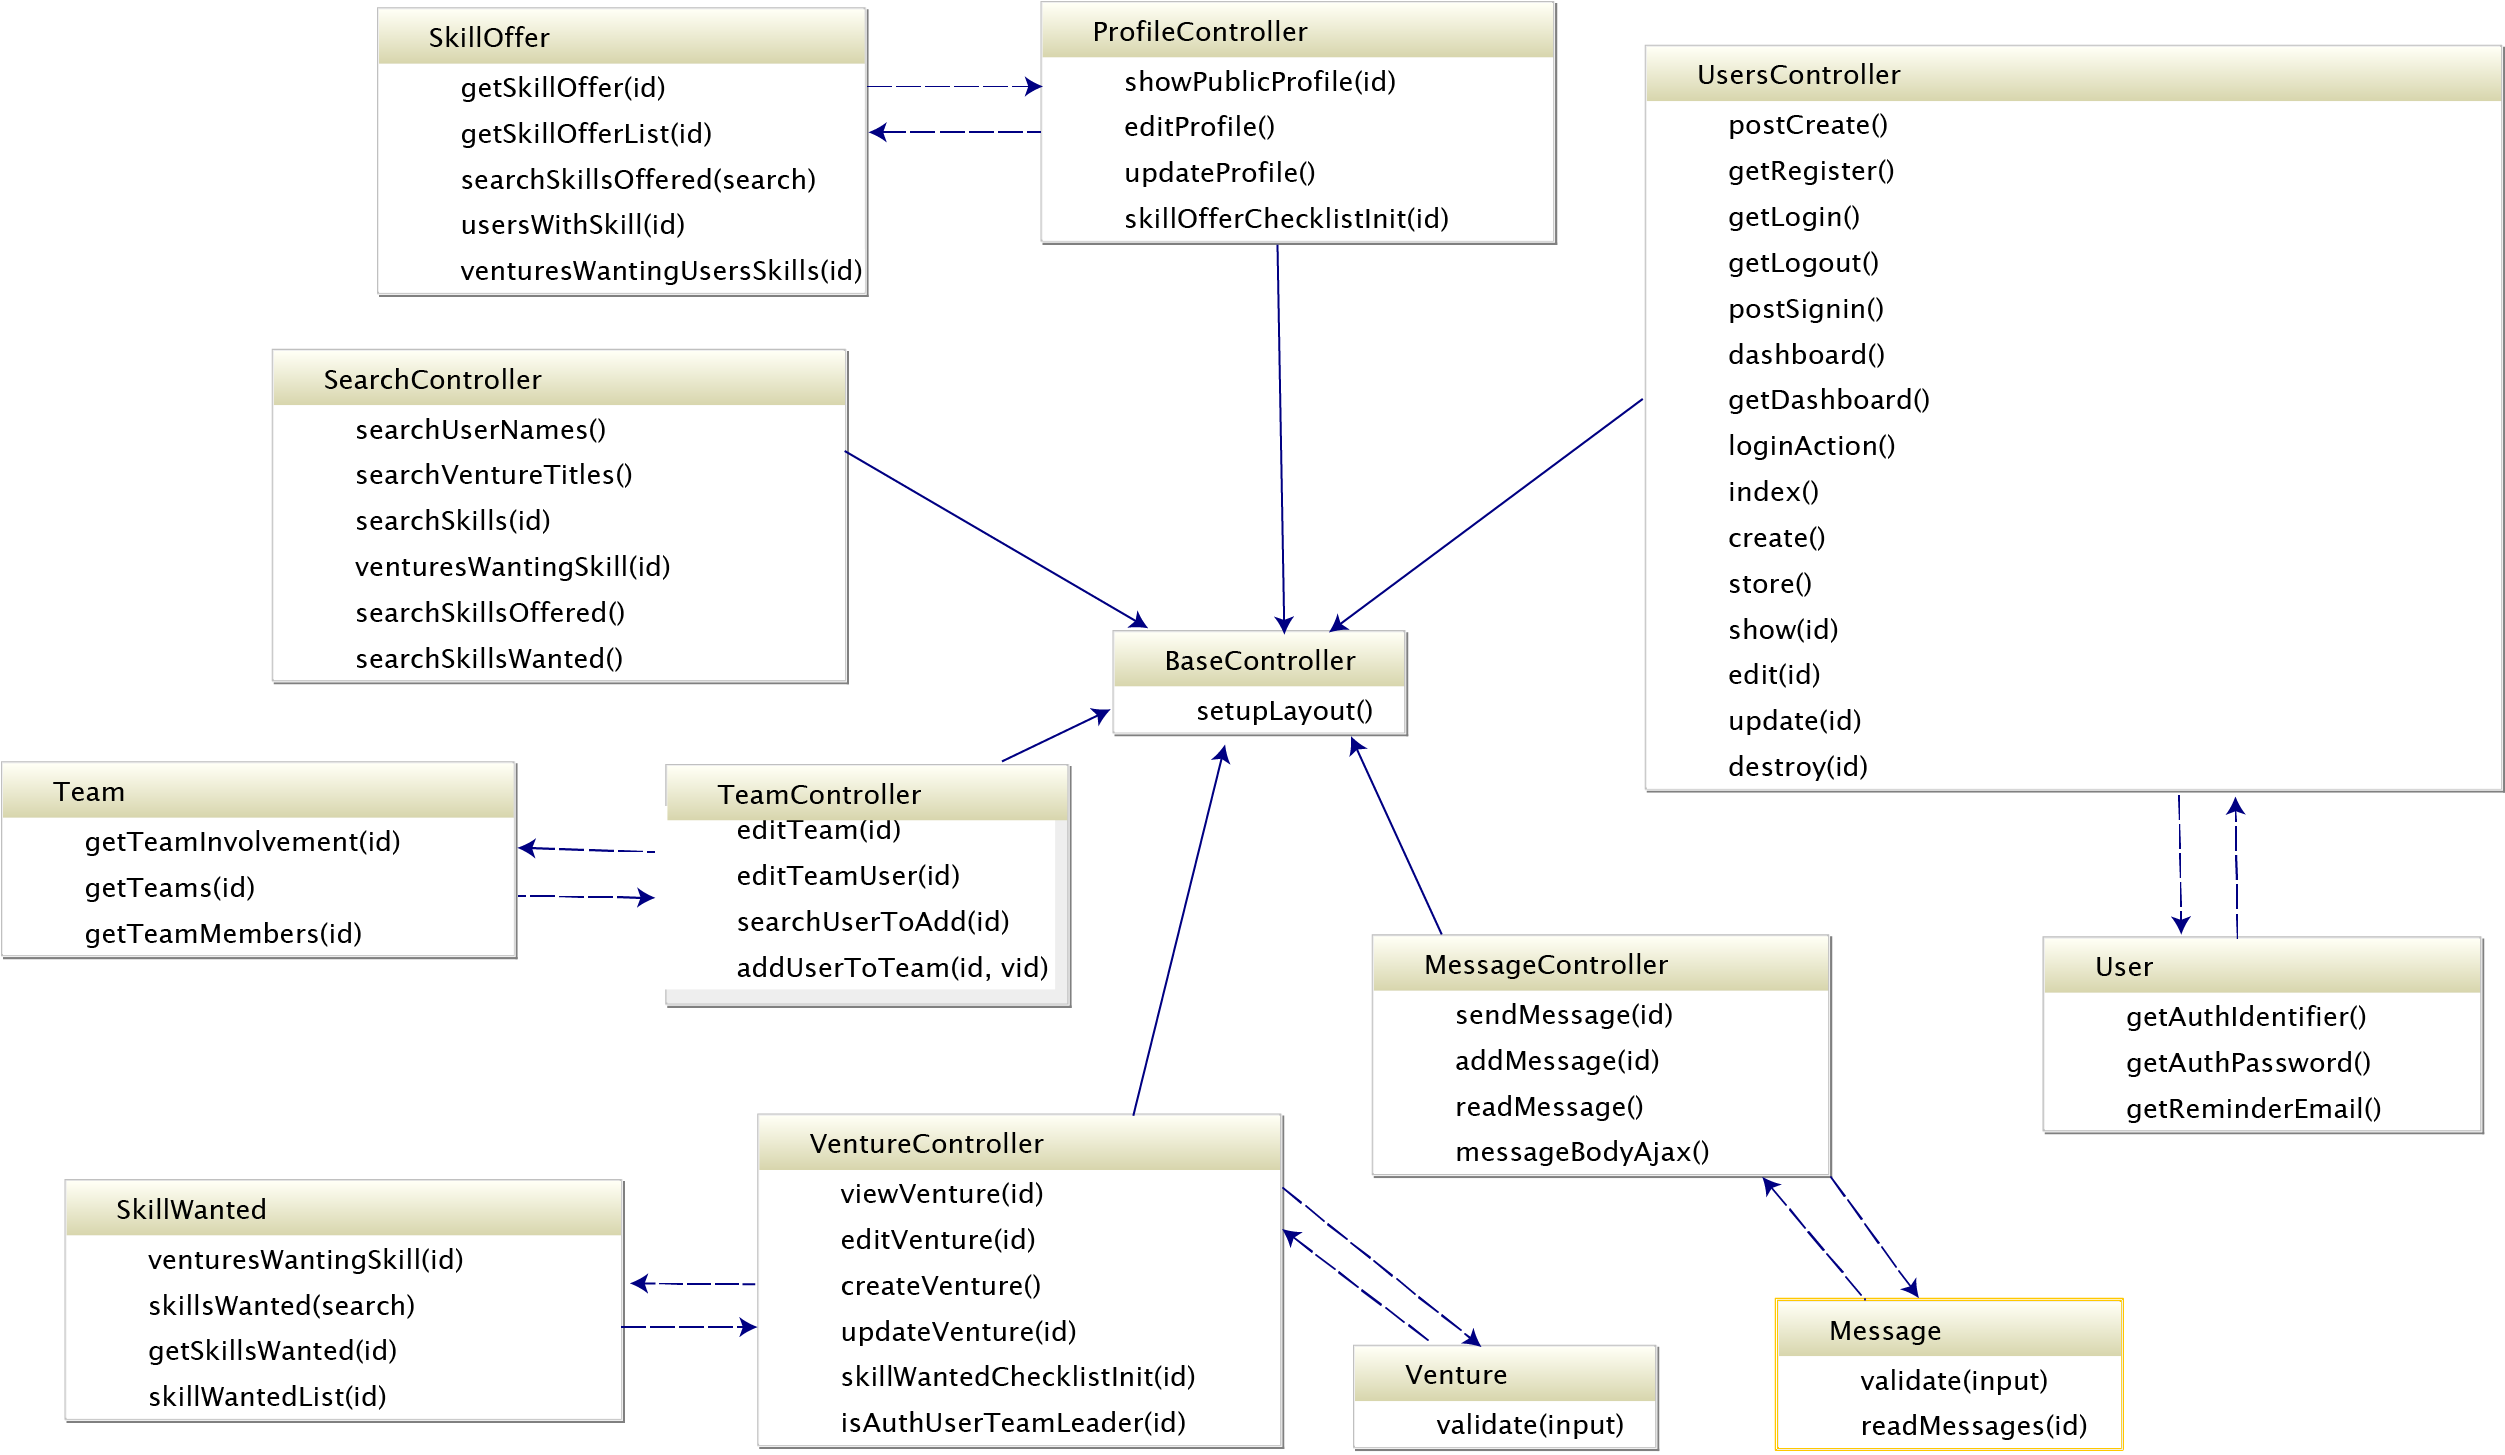 SkillOffer
getSkillOffer(id)
getSkillOfferList(id)
searchSkillsOffered(search)
usersWithSkill(id)
venturesWantingUsersSkills(id)
ProfileController
showPublicProfile(id)
editProfile()
updateProfile()
skillOfferChecklistInit(id)
UsersController
postCreate()
getRegister()
getLogin()
getLogout()
postSignin()
dashboard()
getDashboard()
loginAction()
index()
create()
store()
show(id)
edit(id)
update(id)
destroy(id)
SearchController
searchUserNames()
searchVentureTitles()
searchSkills(id)
venturesWantingSkill(id)
searchSkillsOffered()
searchSkillsWanted()
BaseController
setupLayout()
Team
getTeamInvolvement(id)
getTeams(id)
getTeamMembers(id)
TeamController
editTeam(id)
editTeamUser(id)
searchUserToAdd(id)
addUserToTeam(id, vid)
MessageController
sendMessage(id)
addMessage(id)
readMessage()
messageBodyAjax()
User
getAuthIdentifier()
getAuthPassword()
getReminderEmail()
SkillWanted
venturesWantingSkill(id)
skillsWanted(search)
getSkillsWanted(id)
skillWantedList(id)
VentureController
viewVenture(id)
editVenture(id)
createVenture()
updateVenture(id)
skillWantedChecklistInit(id)
isAuthUserTeamLeader(id)
Venture
validate(input)
Message
validate(input)
readMessages(id)